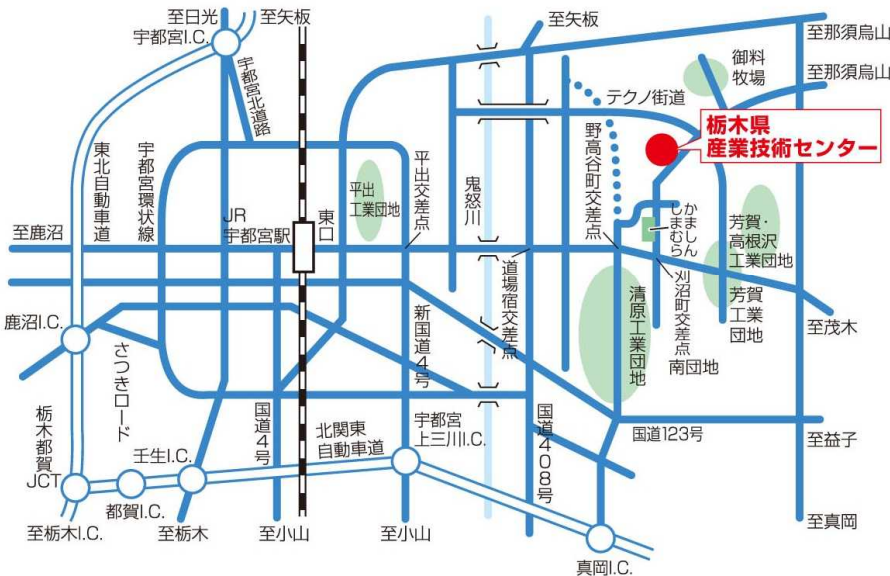 至日光
至矢板
宇都宮I.C.
宇都宮北道路
至矢板
至那須烏山
御料
牧場
至那須烏山
テクノ街道
栃木県
産業技術センター
東北自動車道
宇都宮環状線
JR
宇都宮駅
東口
平出
工業団地
平出交差点
鬼怒川
野高谷町交差点
かましん
しまむら
芳賀・
高根沢
工業団地
至鹿沼
道場宿交差点
刈沼町交差点
清原工業団地
南団地
芳賀
工業
団地
至茂木
鹿沼I.C.
さつきロード
新国道4号
国道4号
北関東
自動車道
宇都宮
上三川I.C.
国道408号
国道123号
至益子
栃木都賀
JCT
壬生I.C.
都賀I.C.
至栃木I.C.
至栃木
至小山
至小山
真岡I.C.
至真岡